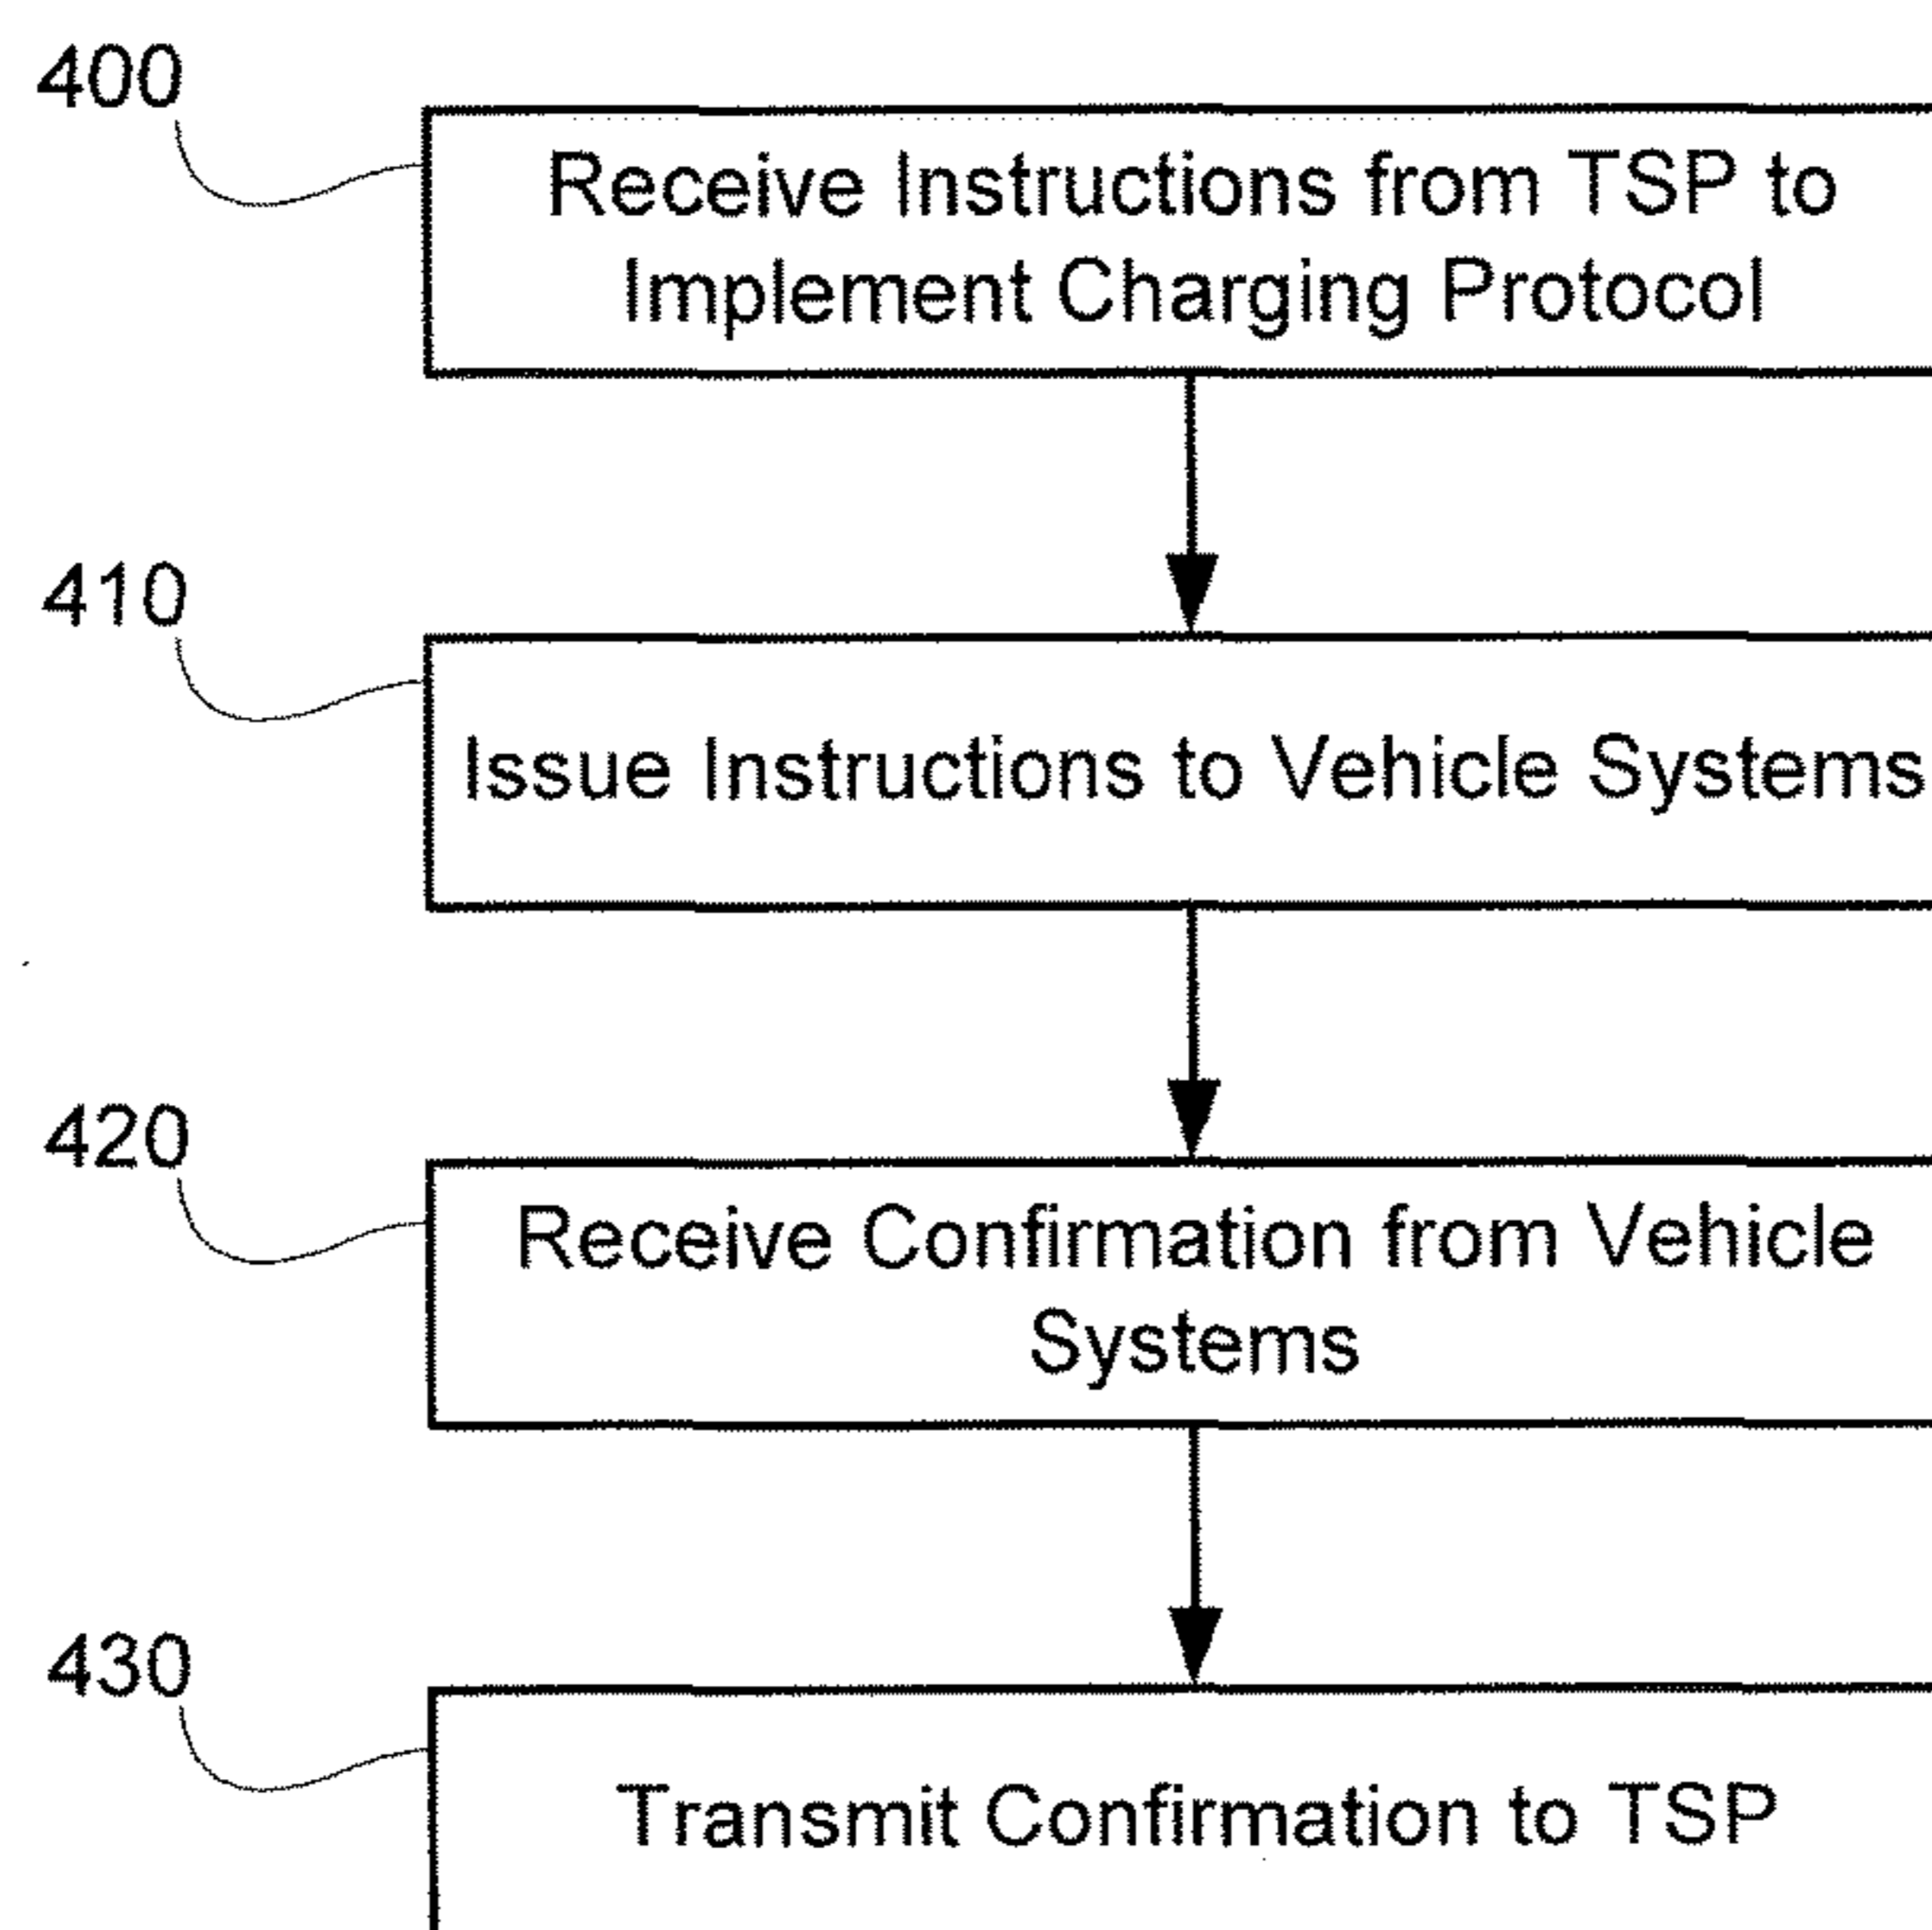 400
Receive Instructions from TSP to
Implement Charging Protocol
410
Issue Instructions to Vehicle Systems
420
Receive Confirmation from Vehicle
Systems
430
Transmit Confirmation to TSP